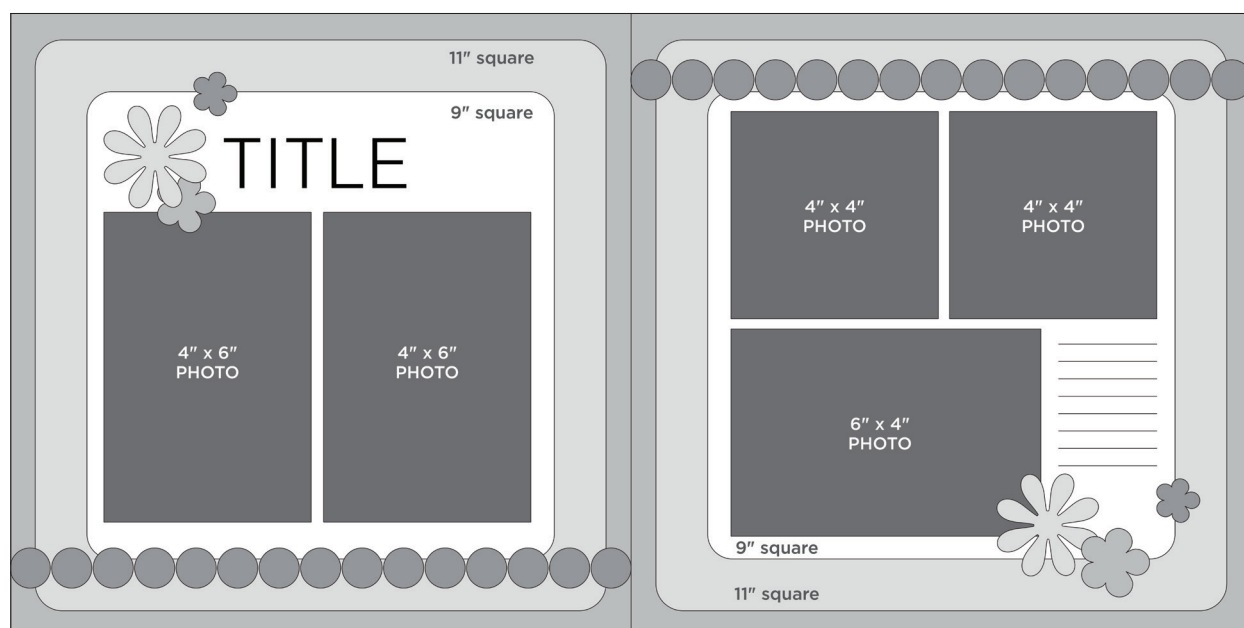 11" square
9" square
TITLE
4" x 6"
PHOTO
4" x 6"
PHOTO
4" x 4"
PHOTO
4" x 4"
PHOTO
6" x 4"
PHOTO
9" square
11" square